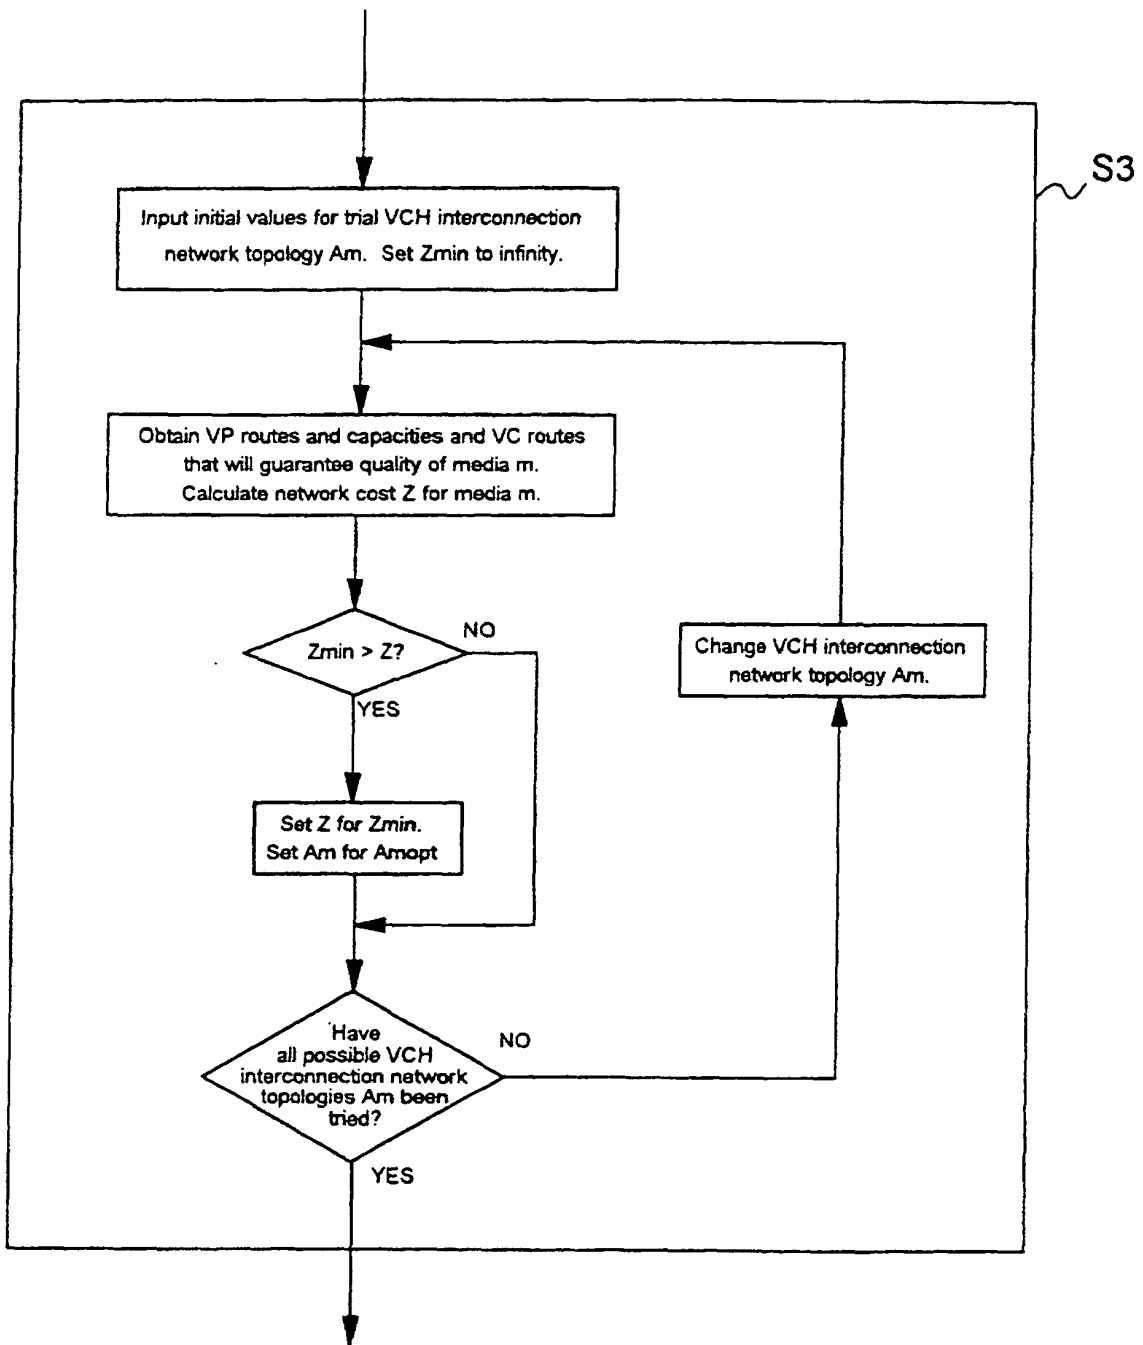 S3
Input initial values for trial VCH interconnection
network topology Am. Set Zmin to infinity.
Obtain VP routes and capacities and VC routes
that will guarantee quality of media m.
Calculate network cost Z for media m.
Zmin > Z?
NO
YES
Change VCH interconnection
network topology Am.
Set Z for Zmin.
Set Am for Amopt
Have
all possible VCH
interconnection network
topologies Am been
tried?
NO
YES